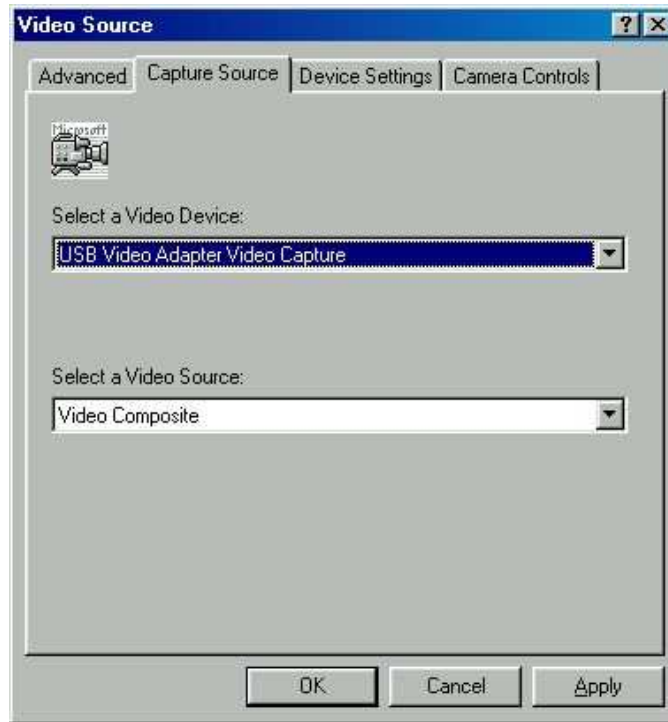 Video Source
Advanced Capture Source Device Settings Camera Controls
Microsoft
Select a Video Device:
USB Video Adapter Video Capture
Select a Video Source:
Video Composite
OK Cancel Apply